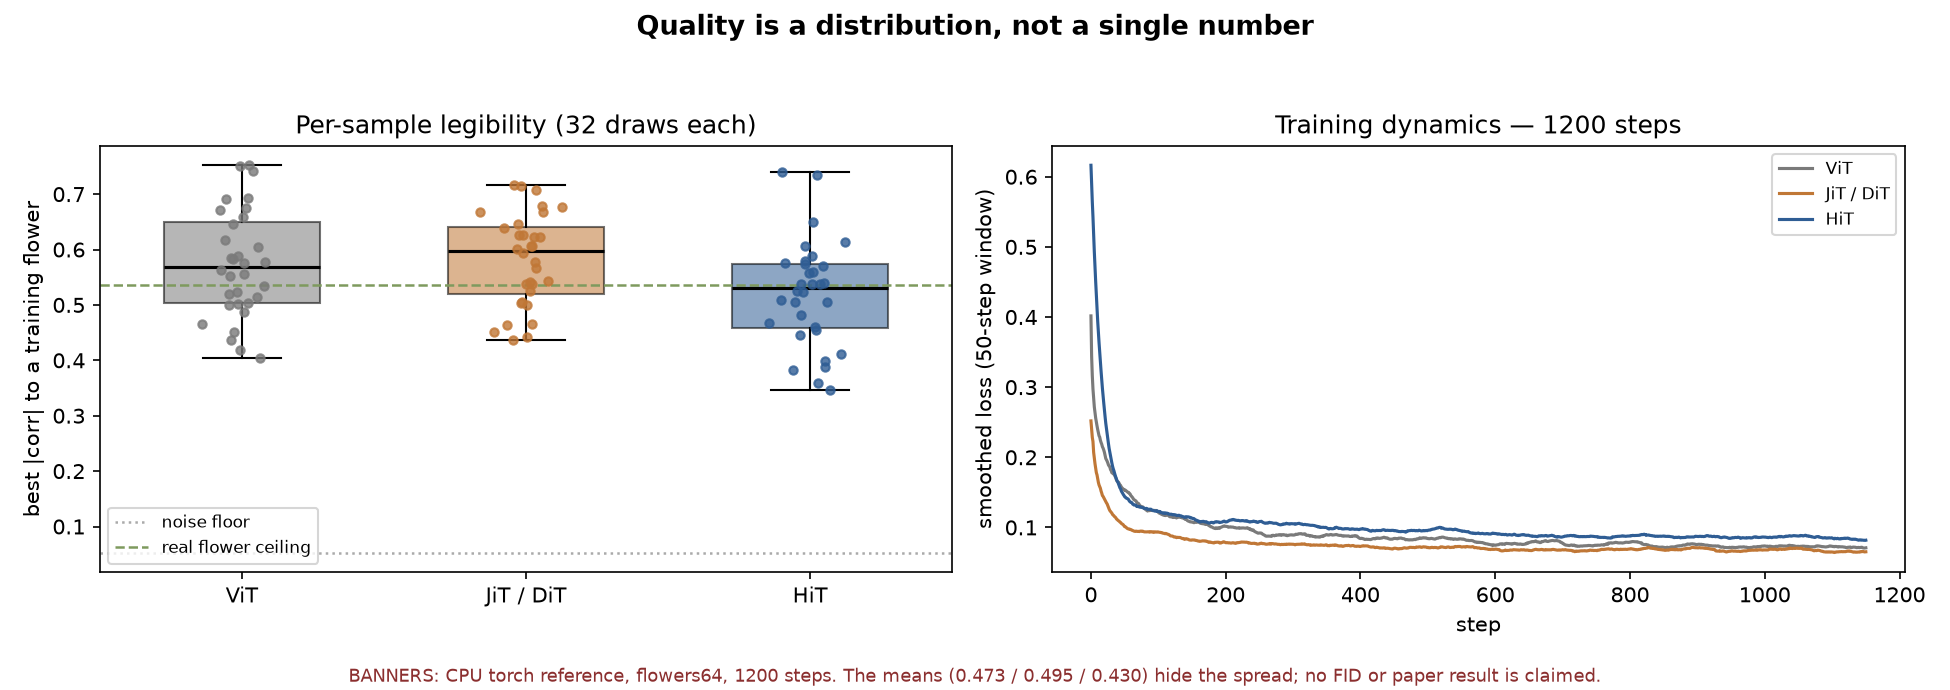 Quality is a distribution, not a single number
Per-sample legibility (32 draws each)
best |corr| to a training flower
0.7
0.6
0.5
0.4
0.3
0.2
0.1
noise floor
real flower ceiling
ViT
JiT / DiT
HiT
Training dynamics — 1200 steps
smoothed loss (50-step window)
0.6
0.5
0.4
0.3
0.2
0.1
ViT
JiT / DiT
HiT
0
200
400
600
800
1000
1200
step
BANNERS: CPU torch reference, flowers64, 1200 steps. The means (0.473 / 0.495 / 0.430) hide the spread; no FID or paper result is claimed.